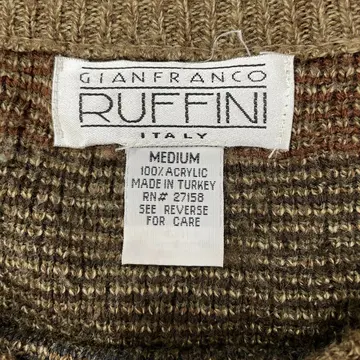 GIANFRANCO
RUFFINI
ITALY
MEDIUM
100% ACRYLIC
MADE IN TURKEY
RN# 27158
SEE REVERSE
FOR CARE